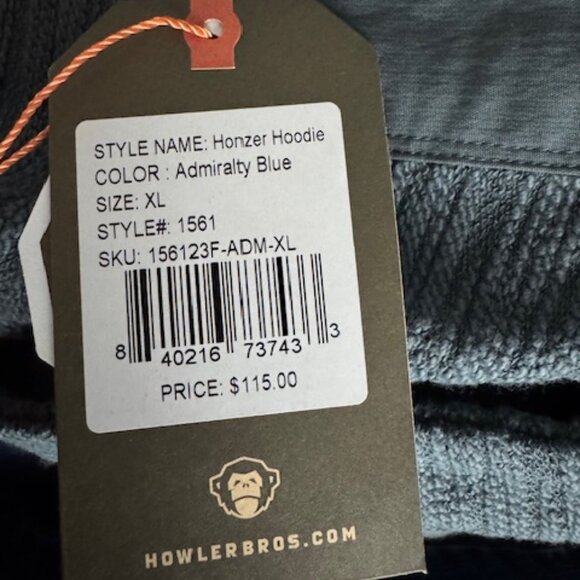 STYLE NAME: Honzer Hoodie
COLOR : Admiralty Blue
SIZE: XL
STYLE#: 1561
SKU: 156123F-ADM-XL
8 40216 73743 3
PRICE: $115.00
HOWLERBROS.COM